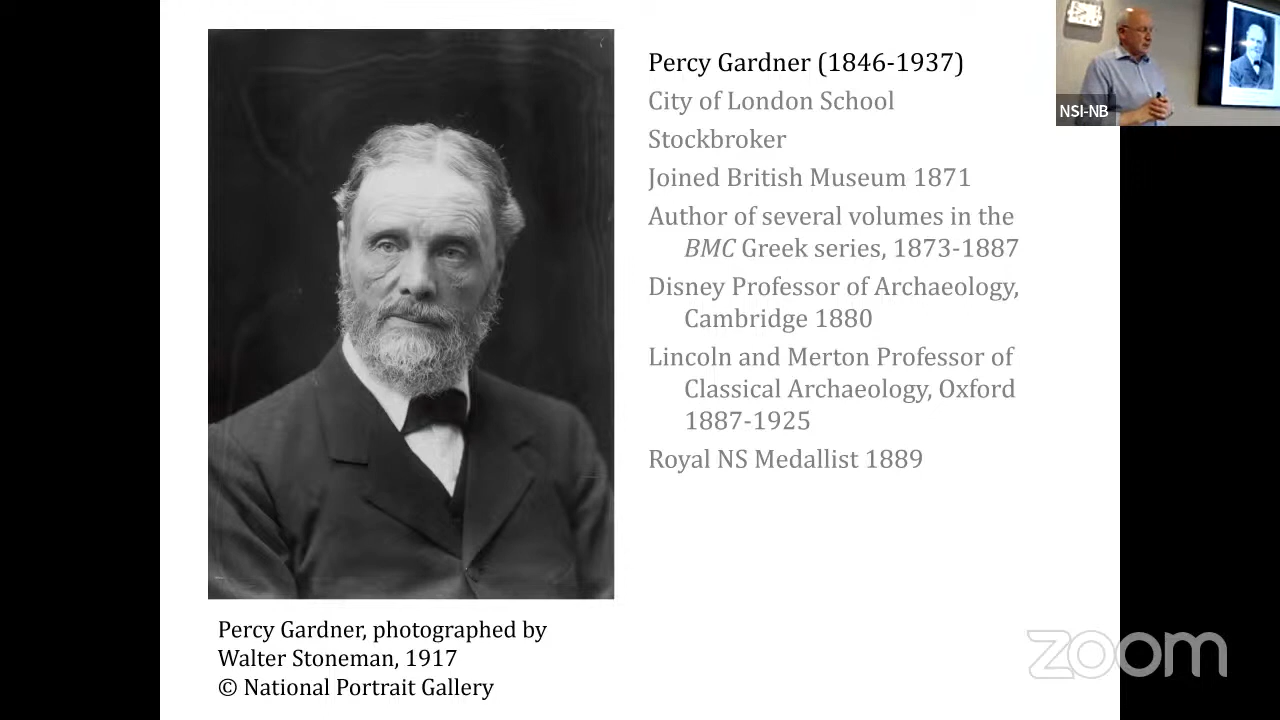 Percy Gardner (1846-1937)
City of London School
Stockbroker
Joined British Museum 1871
Author of several volumes in the
BMC Greek series, 1873-1887
Disney Professor of Archaeology,
Cambridge 1880
Lincoln and Merton Professor of
Classical Archaeology, Oxford
1887-1925
Royal NS Medallist 1889
Percy Gardner, photographed by
Walter Stoneman, 1917
© National Portrait Gallery
NSI-NB
zoom